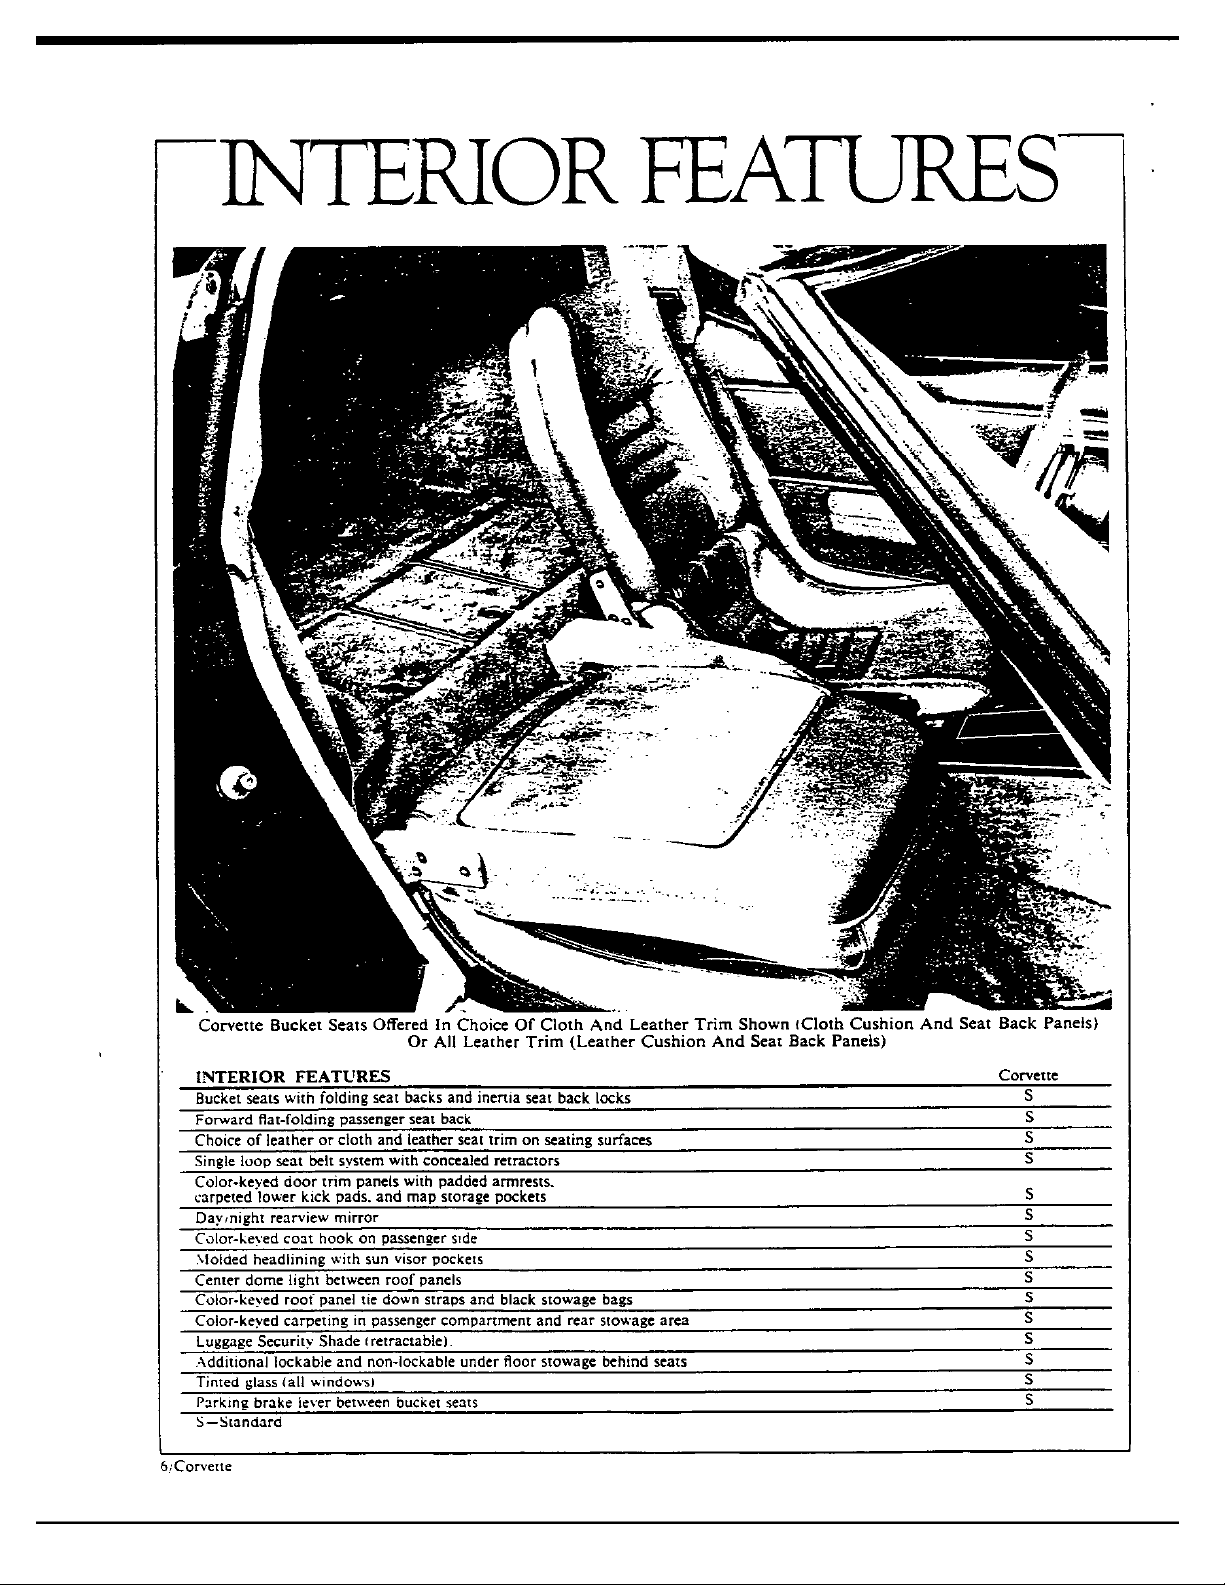 INTERIOR FEATURES
Corvette Bucket Seats Offered In Choice Of Cloth And Leather Trim Shown (Cloth Cushion And Seat Back Panels)
Or All Leather Trim (Leather Cushion And Seat Back Panels)
INTERIOR FEATURES Corvette
Bucket seats with folding seat backs and inertia seat back locks S
Forward flat-folding passenger seat back S
Choice of leather or cloth and leather seat trim on seating surfaces S
Single loop seat belt system with concealed retractors S
Color-keyed door trim panels with padded armrests,
carpeted lower kick pads, and map storage pockets S
Day/night rearview mirror S
Color-keyed coat hook on passenger side S
Molded headlining with sun visor pockets S
Center dome light between roof panels S
Color-keyed roof panel tie down straps and black stowage bags S
Color-keyed carpeting in passenger compartment and rear stowage area S
Luggage Security Shade (retractable). S
Additional lockable and non-lockable under floor stowage behind seats S
Tinted glass (all windows) S
Parking brake lever between bucket seats S
S—Standard
6/Corvette